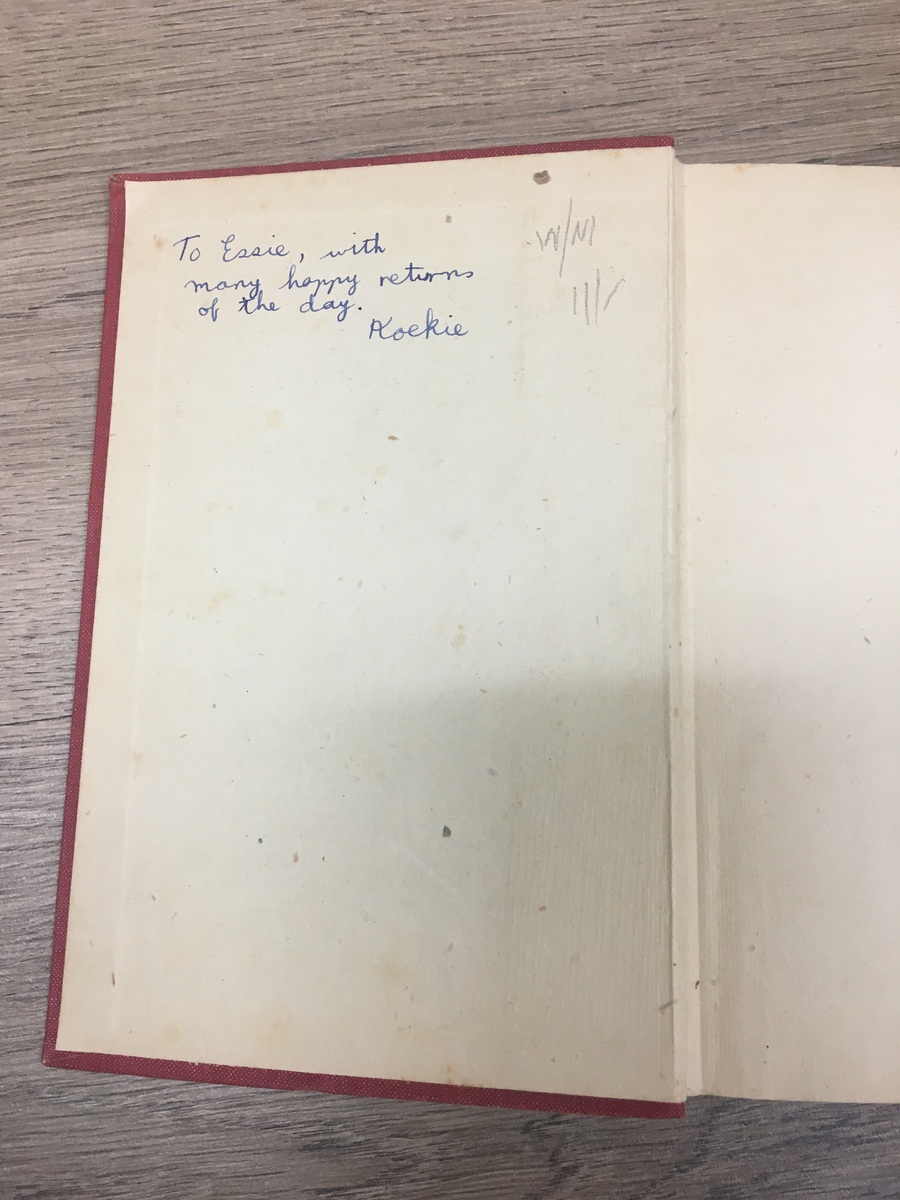 To Essie, with
many happy returns
of the day.
Koekie
W/N
11/-